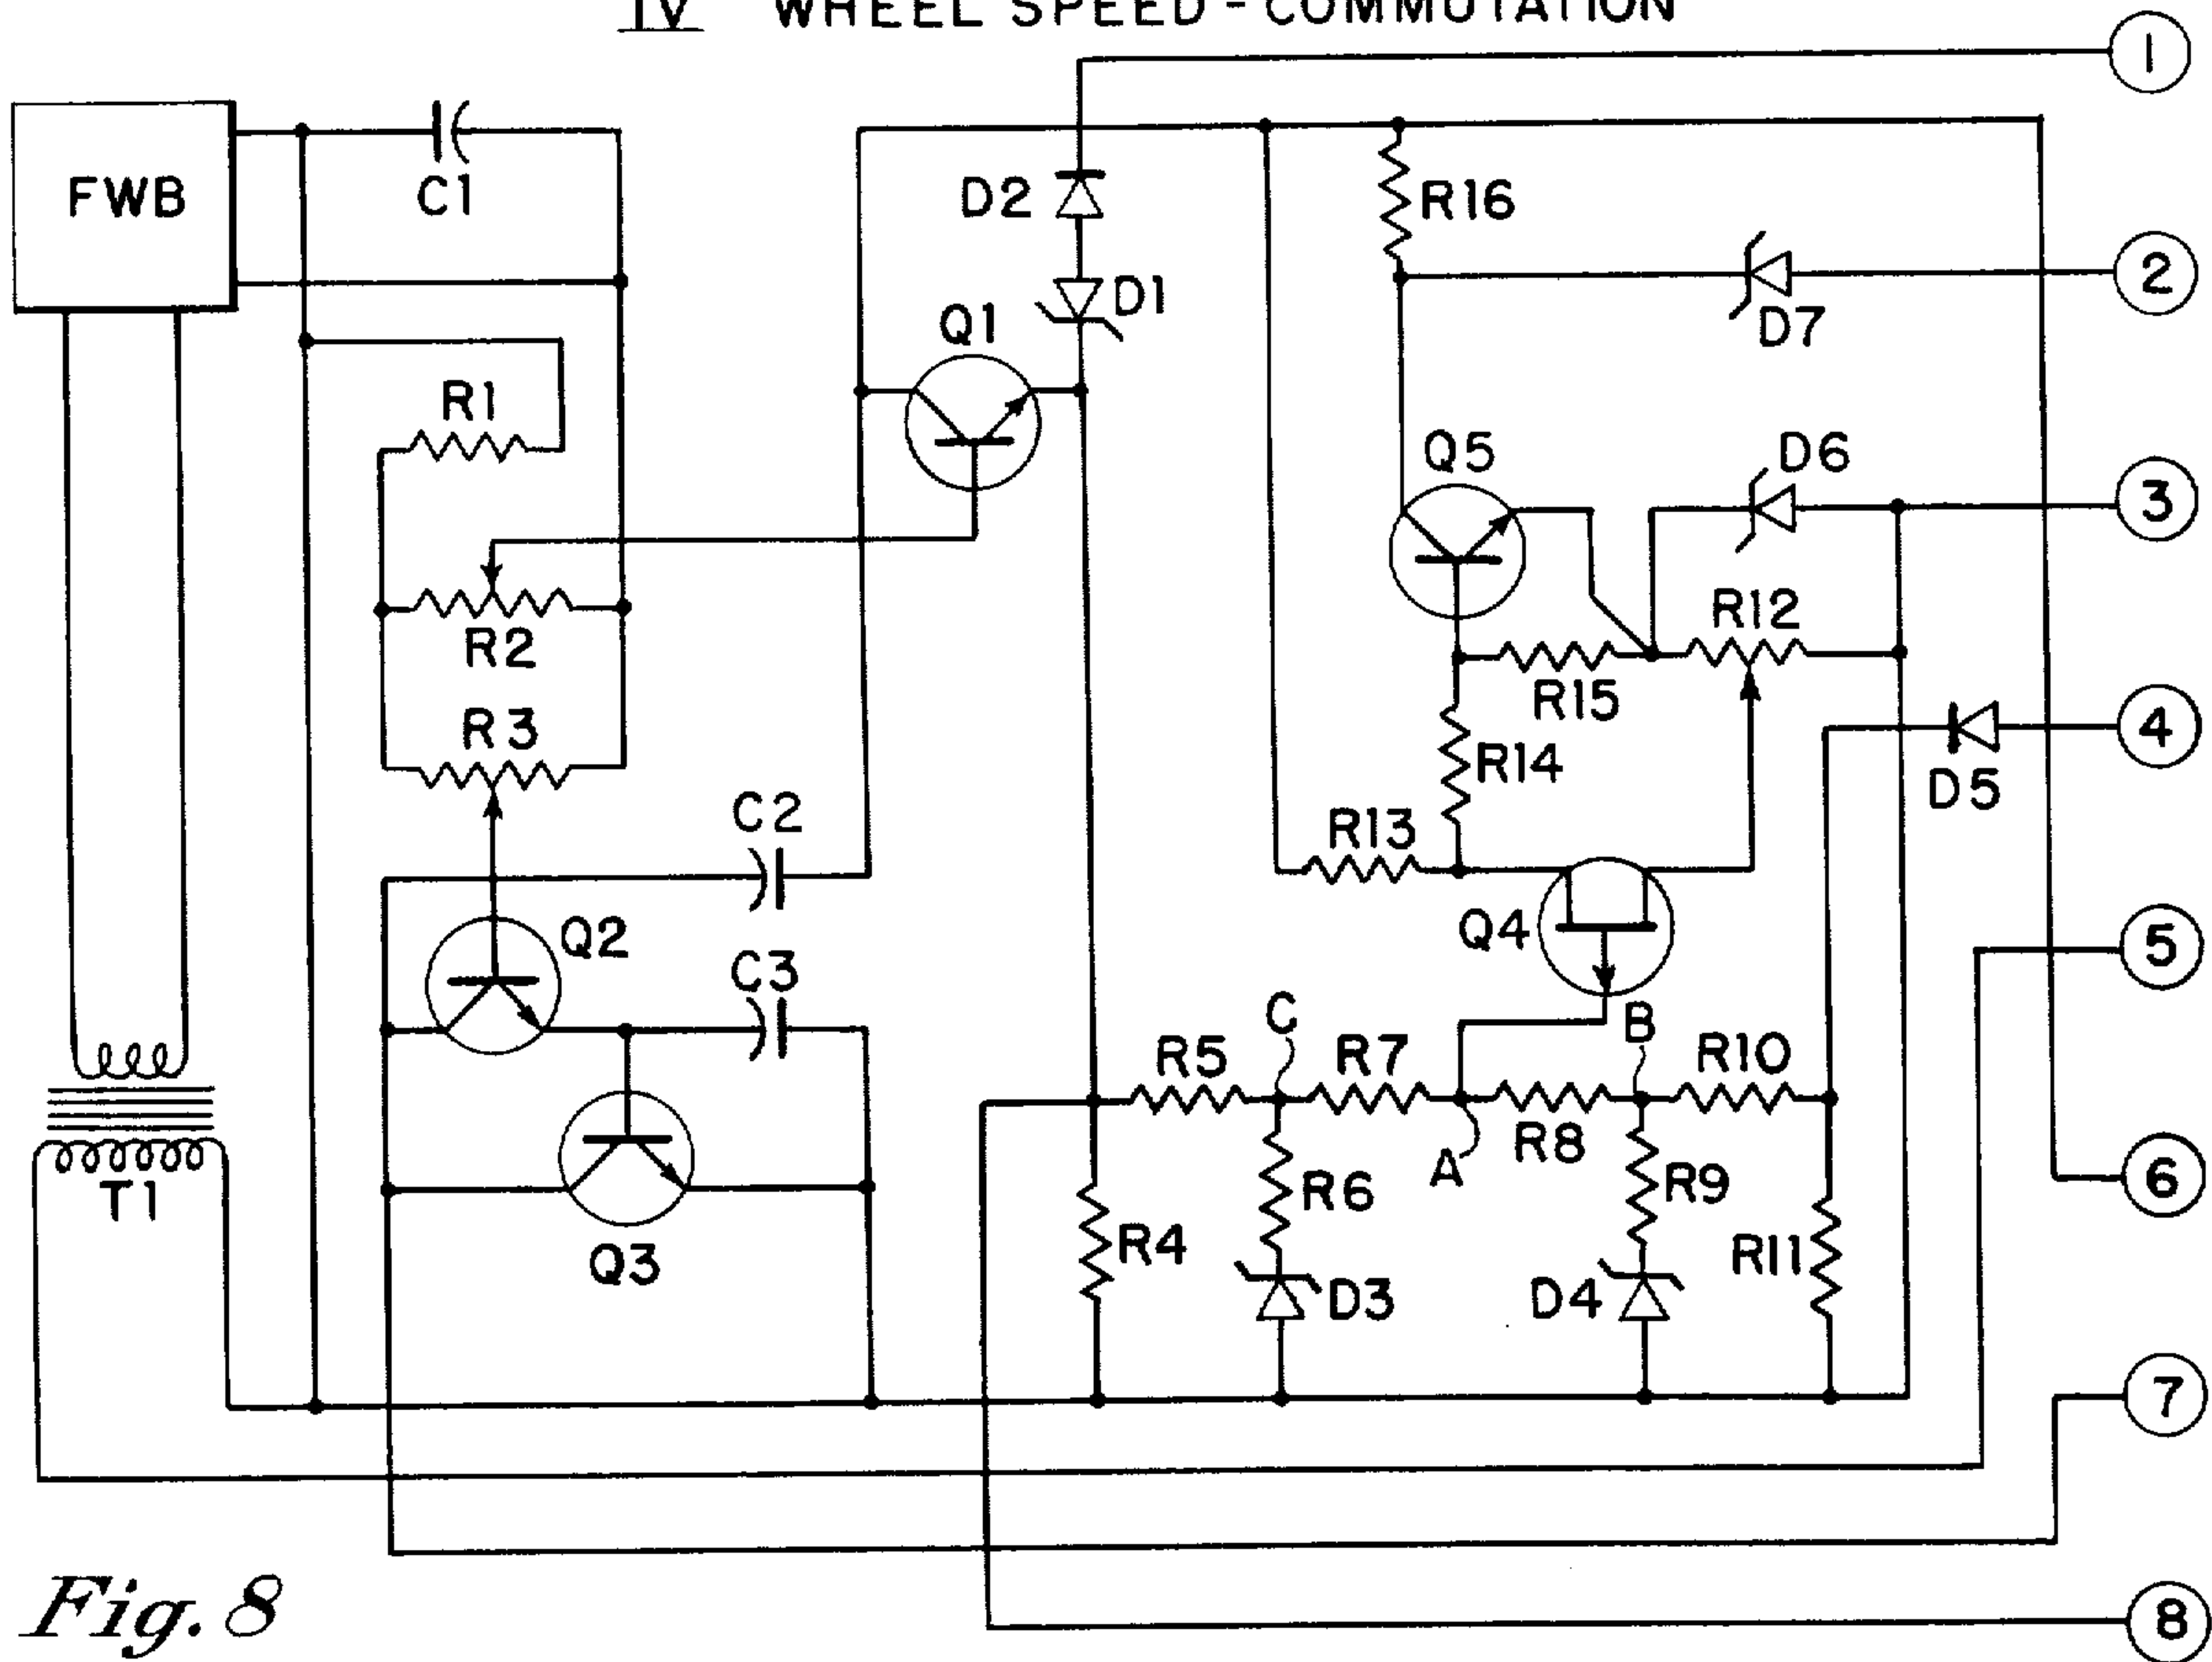 IV WHEEL SPEED - COMMUTATION
1
FWB
C1
D2
R16
2
D1
D7
Q1
R1
Q5
D6
3
R12
R2
R15
R3
R14
4
D5
C2
R13
Q2
Q4
5
C3
C
B
R5
R7
R10
R8
A
R6
R9
6
T1
R4
R11
Q3
D3
D4
7
Fig. 8
8